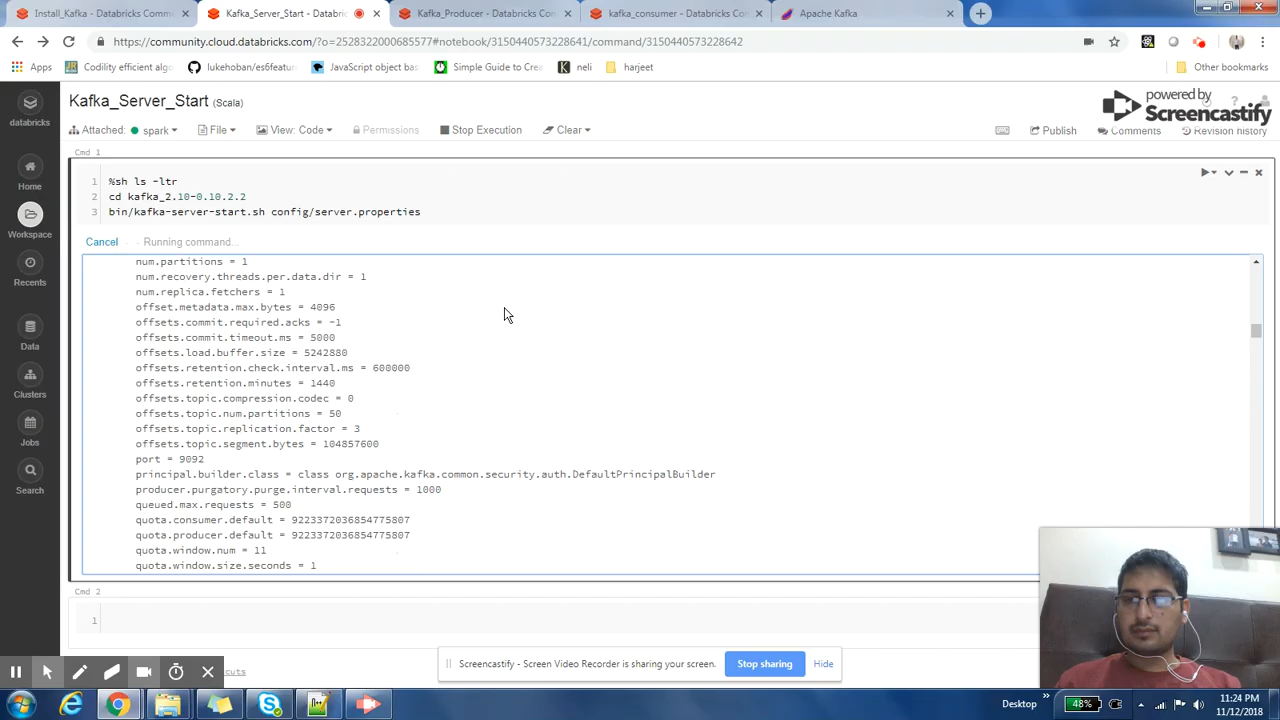 Install_Kafka - Databricks Comm
Kafka_Server_Start - Databri
Kafka_Producer - Databricks Co
kafka_consumer - Databricks Co
Apache Kafka
https://community.cloud.databricks.com/?o=2528322000685577#notebook/3150440573228641/command/3150440573228642
Apps
Codility efficient algo
lukehoban/es6featur
JavaScript object bas
Simple Guide to Cre
neli
harjeet
Other bookmarks
Kafka_Server_Start (Scala)
powered by
Screencastify
databricks
Attached: spark
File
View: Code
Permissions
Stop Execution
Clear
Publish
Comments
Revision history
Cmd 1
1 %sh ls -ltr
2 cd kafka_2.10-0.10.2.2
3 bin/kafka-server-start.sh config/server.properties
Cancel Running command...
num.partitions = 1
num.recovery.threads.per.data.dir = 1
num.replica.fetchers = 1
offset.metadata.max.bytes = 4096
offsets.commit.required.acks = -1
offsets.commit.timeout.ms = 5000
offsets.load.buffer.size = 5242880
offsets.retention.check.interval.ms = 600000
offsets.retention.minutes = 1440
offsets.topic.compression.codec = 0
offsets.topic.num.partitions = 50
offsets.topic.replication.factor = 3
offsets.topic.segment.bytes = 104857600
port = 9092
principal.builder.class = class org.apache.kafka.common.security.auth.DefaultPrincipalBuilder
producer.purgatory.purge.interval.requests = 1000
queued.max.requests = 500
quota.consumer.default = 9223372036854775807
quota.producer.default = 9223372036854775807
quota.window.num = 11
quota.window.size.seconds = 1
Home
Workspace
Recents
Data
Clusters
Jobs
Search
Cmd 2
1
Screencastify - Screen Video Recorder is sharing your screen.
Stop sharing
Hide
Desktop
48%
11:24 PM
11/12/2018